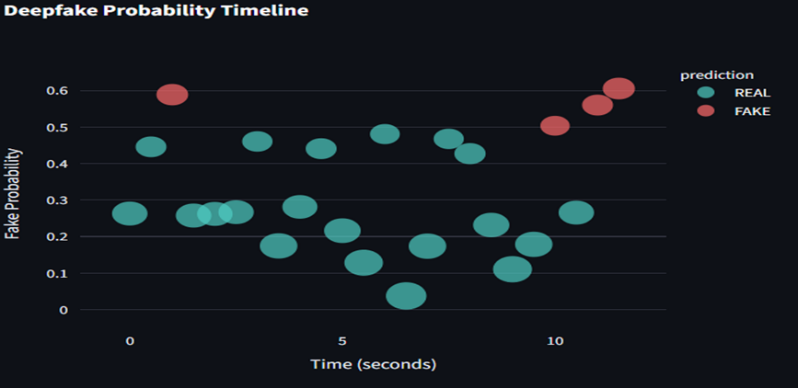 Deepfake Probability Timeline
prediction
REAL
FAKE
Fake Probability
0.6
0.5
0.4
0.3
0.2
0.1
0
0 5 10
Time (seconds)